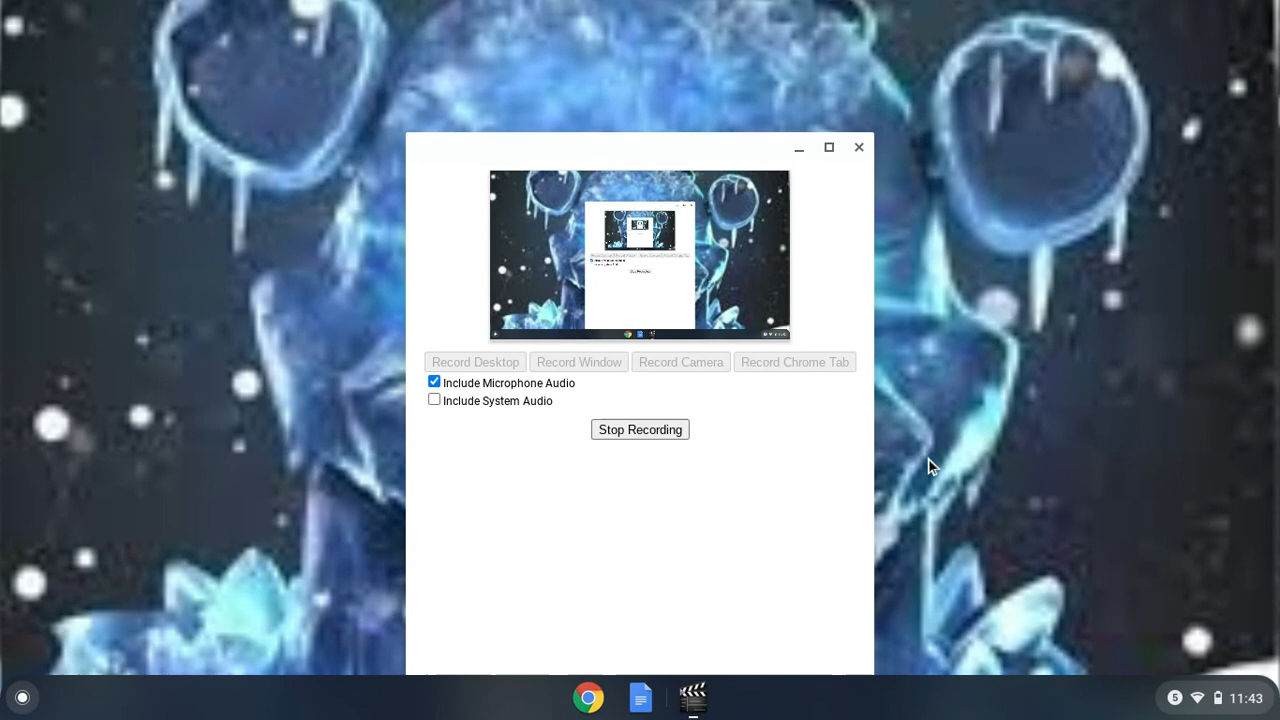 Record Desktop Record Window Record Camera Record Chrome Tab
Include Microphone Audio
Include System Audio
Stop Recording
5 11:43